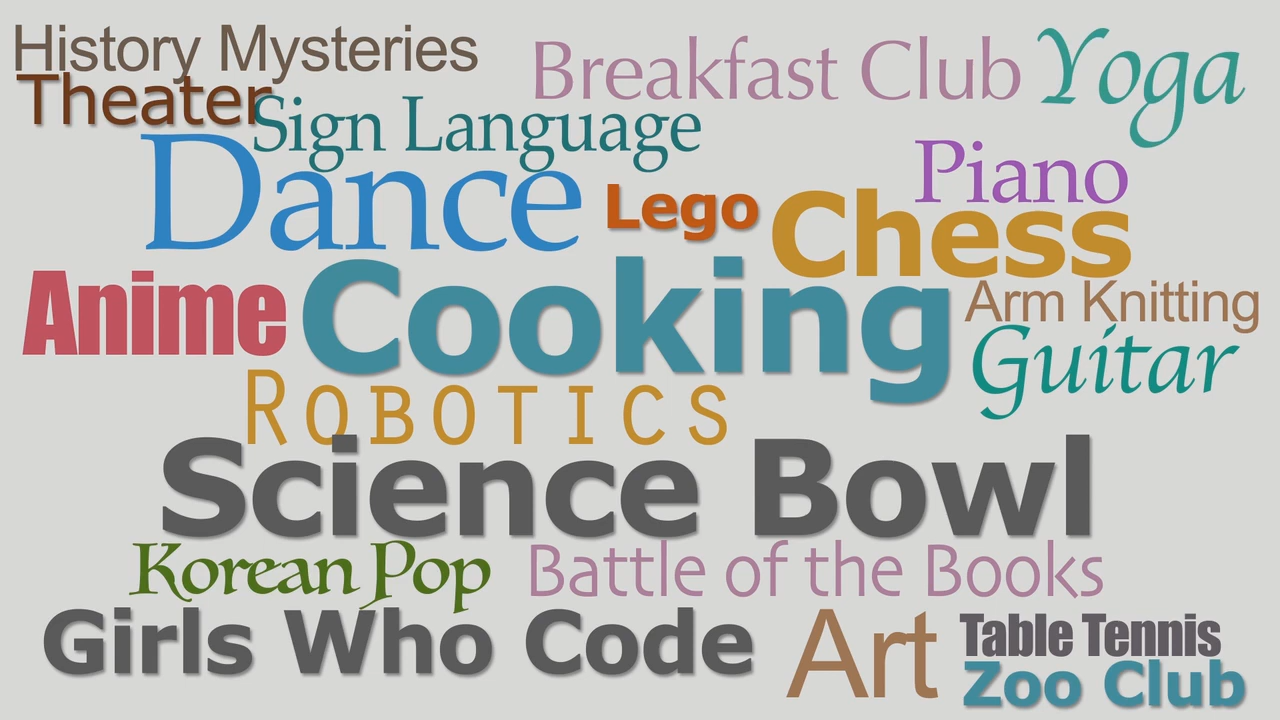 History Mysteries
Breakfast Club
Yoga
Theater
Sign Language
Dance
Lego
Piano
Chess
Anime
Cooking
Arm Knitting
Guitar
ROBOTICS
Science Bowl
Korean Pop
Battle of the Books
Girls Who Code
Art
Table Tennis
Zoo Club